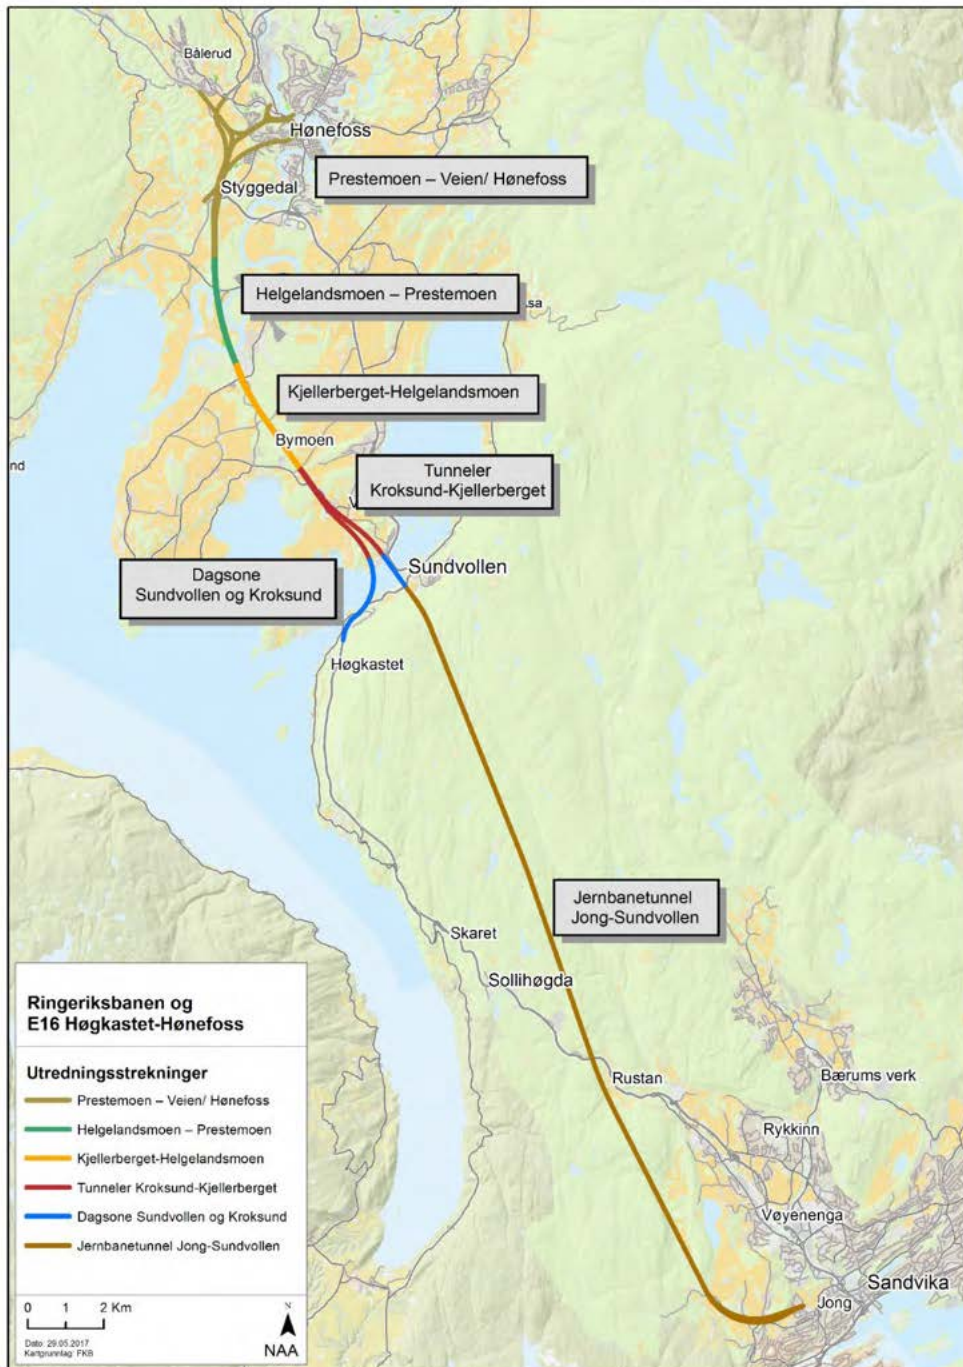 Bålerud
Hønefoss
Prestemoen – Veien/ Hønefoss
Styggedal
Helgelandsmoen – Prestemoen
Kjellerberget-Helgelandsmoen
Bymoen
nd
Tunneler
Kroksund-Kjellerberget
V
Dagsone
Sundvollen og Kroksund
Sundvollen
Høgkastet
Jernbanetunnel
Jong-Sundvollen
Skaret
Sollihøgda
Rustan
Bærums verk
Rykkinn
Vøyenenga
Sandvika
Jong
Ringeriksbanen og
E16 Høgkastet-Hønefoss
Utredningsstrekninger
Prestemoen – Veien/ Hønefoss
Helgelandsmoen – Prestemoen
Kjellerberget-Helgelandsmoen
Tunneler Kroksund-Kjellerberget
Dagsone Sundvollen og Kroksund
Jernbanetunnel Jong-Sundvollen
0 1 2 Km
N
NAA
Dato: 29.05.2017
Kartgrunnlag: FKB